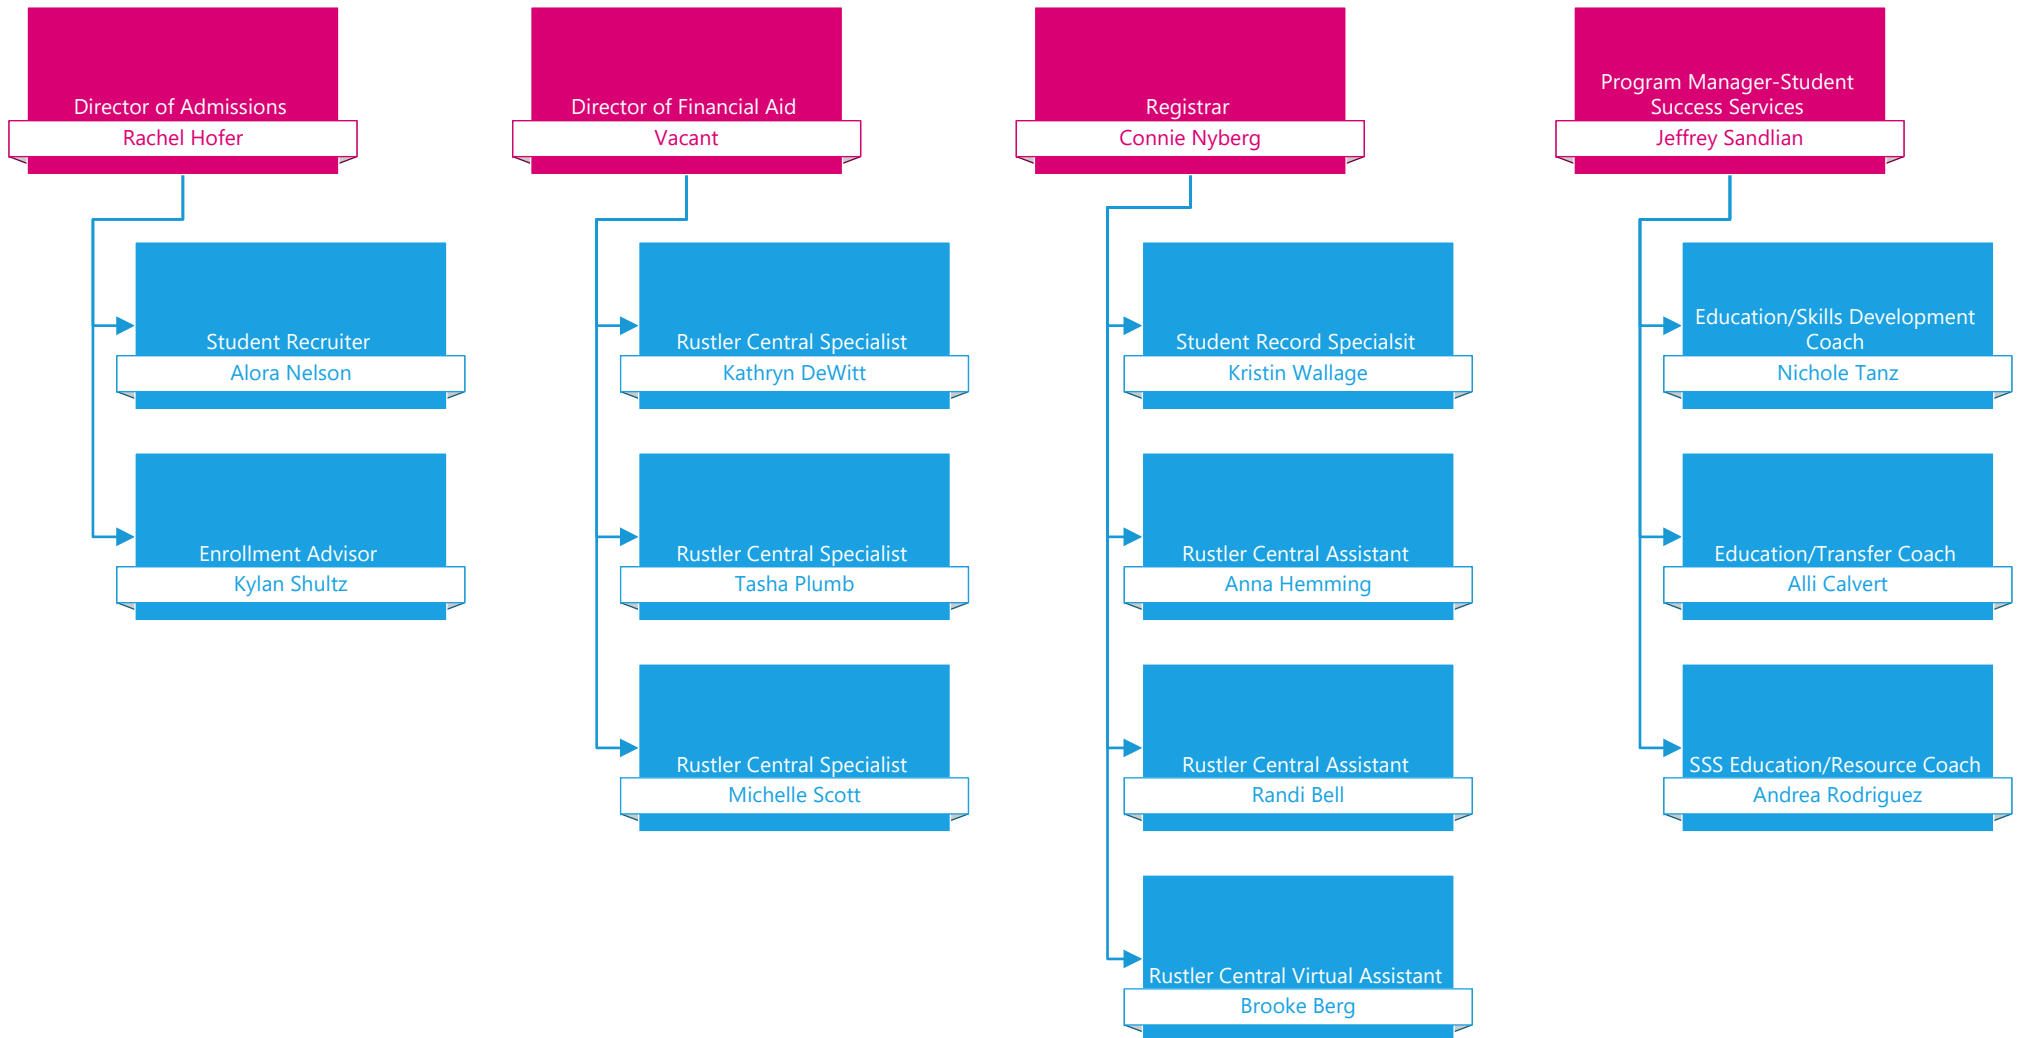 Director of Admissions
Rachel Hofer
Student Recruiter
Alora Nelson
Enrollment Advisor
Kylan Shultz
Director of Financial Aid
Vacant
Rustler Central Specialist
Kathryn DeWitt
Rustler Central Specialist
Tasha Plumb
Rustler Central Specialist
Michelle Scott
Registrar
Connie Nyberg
Student Record Specialsit
Kristin Wallage
Rustler Central Assistant
Anna Hemming
Rustler Central Assistant
Randi Bell
Rustler Central Virtual Assistant
Brooke Berg
Program Manager-Student
Success Services
Jeffrey Sandlian
Education/Skills Development
Coach
Nichole Tanz
Education/Transfer Coach
Alli Calvert
SSS Education/Resource Coach
Andrea Rodriguez